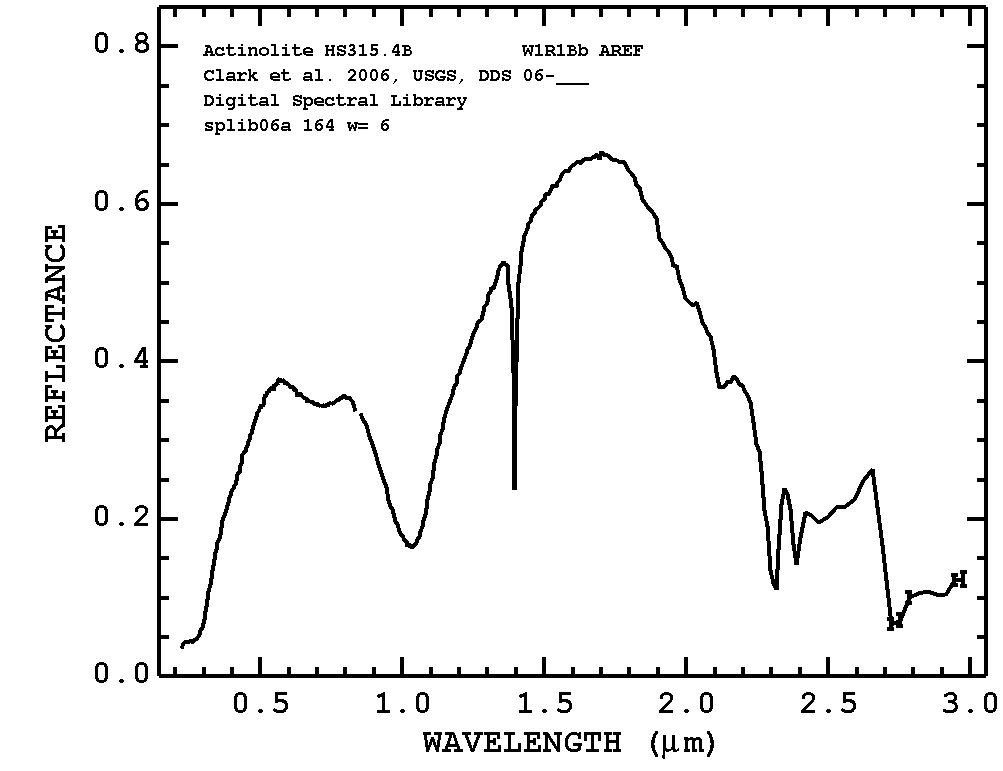 Actinolite HS315.4B W1R1Bb AREF
Clark et al. 2006, USGS, DDS 06-___
Digital Spectral Library
splib06a 164 w= 6
REFLECTANCE
0.8
0.6
0.4
0.2
0.0
0.5 1.0 1.5 2.0 2.5 3.0
WAVELENGTH (μm)